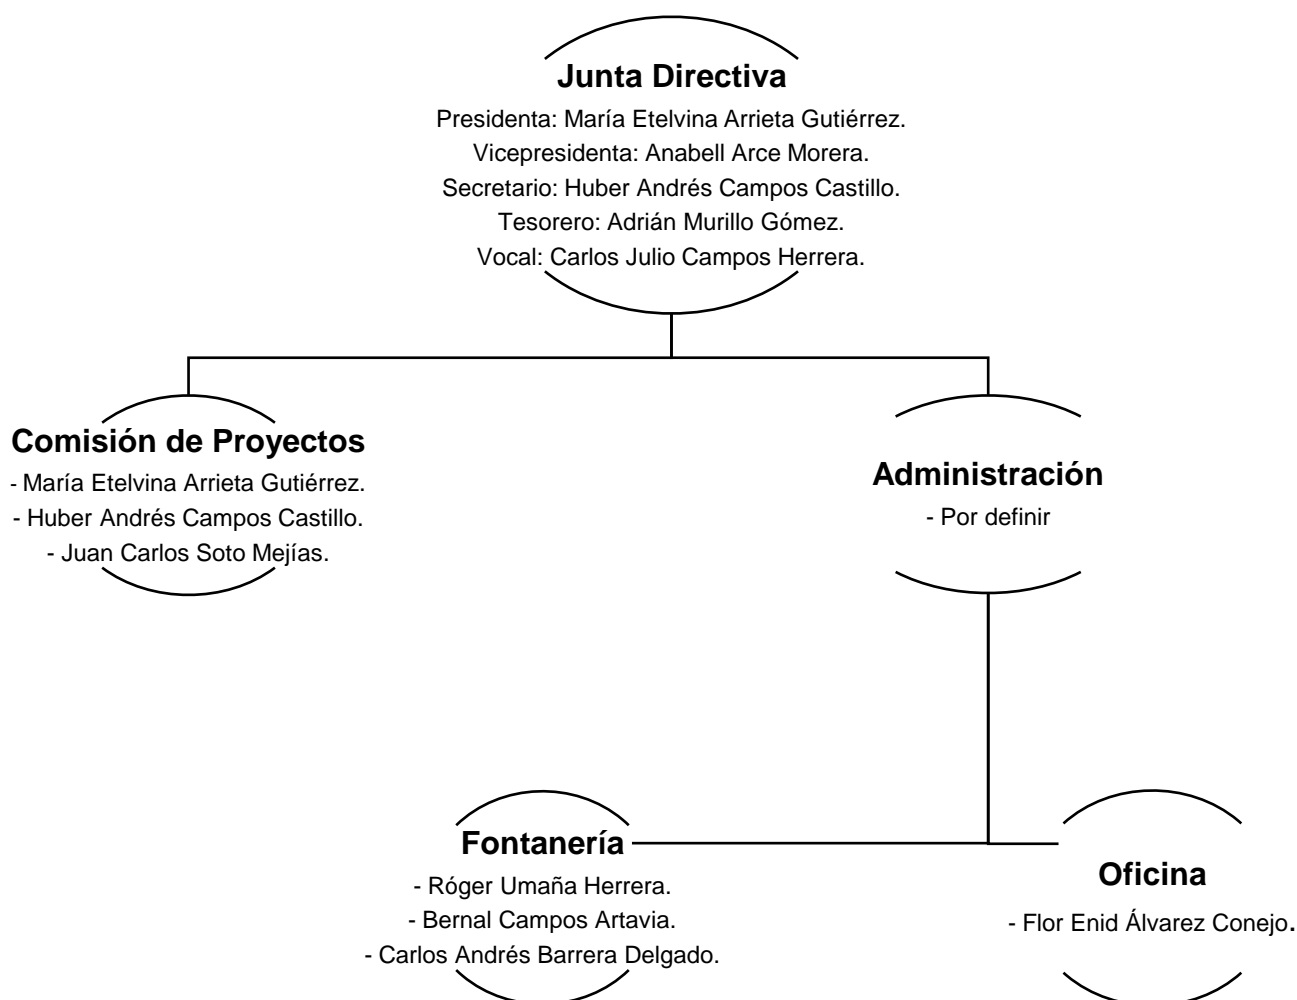 Junta Directiva
Presidenta: María Etelvina Arrieta Gutiérrez.
Vicepresidenta: Anabell Arce Morera.
Secretario: Huber Andrés Campos Castillo.
Tesorero: Adrián Murillo Gómez.
Vocal: Carlos Julio Campos Herrera.
Comisión de Proyectos
- María Etelvina Arrieta Gutiérrez.
- Huber Andrés Campos Castillo.
- Juan Carlos Soto Mejías.
Administración
- Por definir
Fontanería
- Róger Umaña Herrera.
- Bernal Campos Artavia.
- Carlos Andrés Barrera Delgado.
Oficina
- Flor Enid Álvarez Conejo.